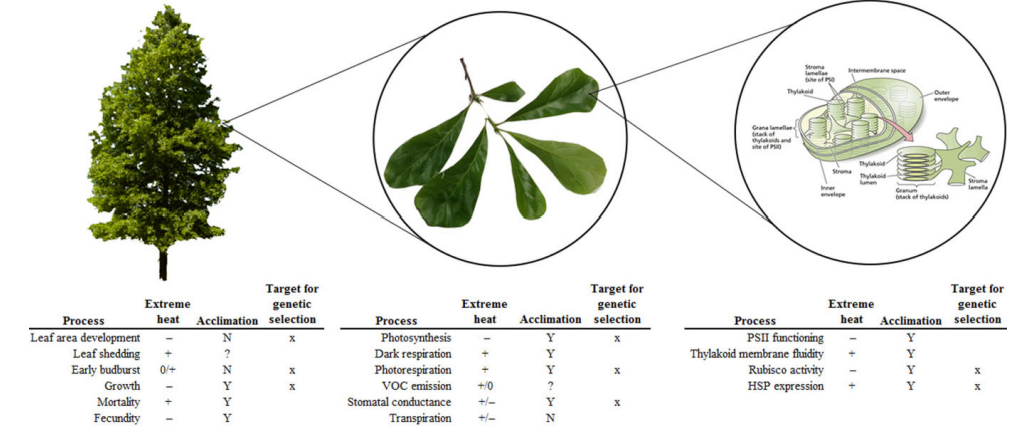 Stroma
lamellae
(site of PSI)
Intermembrane space
Thylakoid
Outer
envelope
Grana lamellae
(stack of
thylakoids and
site of PSII)
Thylakoid
Stroma
Thylakoid
lumen
Stroma
lamella
Inner
envelope
Granum
(stack of thylakoids)
Process Extreme heat Acclimation Target for genetic selection
Leaf area development – N x
Leaf shedding + ?
Early budburst 0/+ N x
Growth – Y x
Mortality + Y
Fecundity – Y
Process Extreme heat Acclimation Target for genetic selection
Photosynthesis – Y x
Dark respiration + Y
Photorespiration + Y x
VOC emission +/0 ?
Stomatal conductance +/– Y x
Transpiration +/– N
Process Extreme heat Acclimation Target for genetic selection
PSII functioning – Y
Thylakoid membrane fluidity + Y
Rubisco activity – Y x
HSP expression + Y x